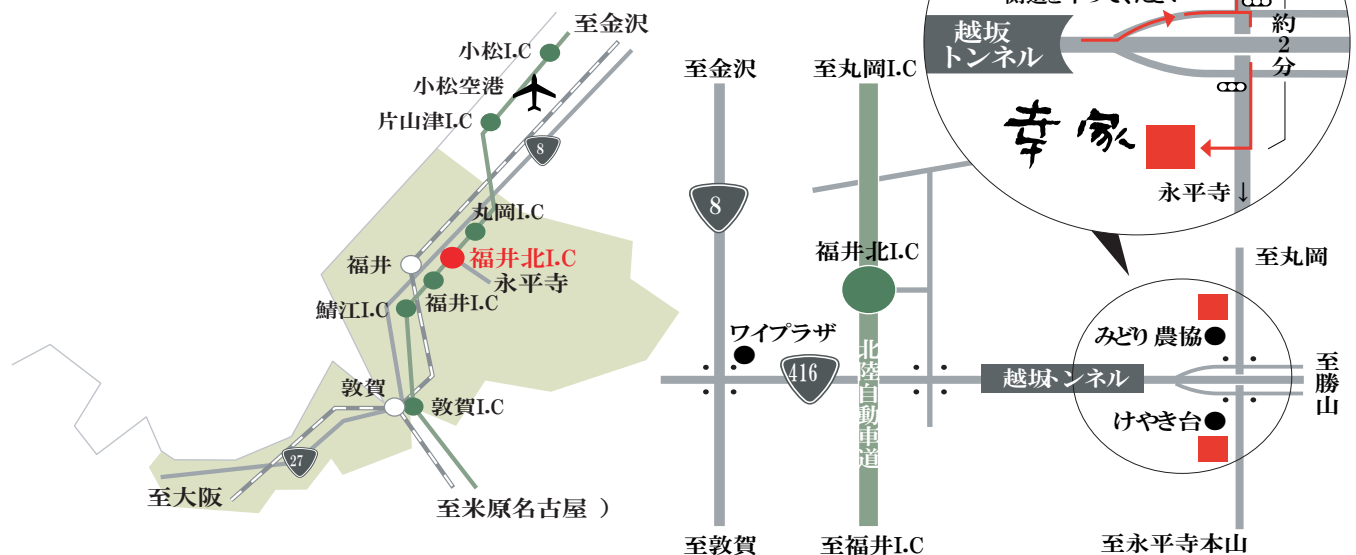 至金沢
小松I.C
小松空港
片山津I.C
8
丸岡I.C
福井北I.C
福井
永平寺
福井I.C
鯖江I.C
敦賀
敦賀I.C
27
至大阪
至米原(名古屋 )
至金沢
至丸岡I.C
8
福井北I.C
ワイプラザ
416
北陸自動車道
越坂トンネル
至敦賀
至福井I.C
越坂
トンネル
約2分
幸家
永平寺↓
至丸岡
みどり農協
至勝山
けやき台
至永平寺本山